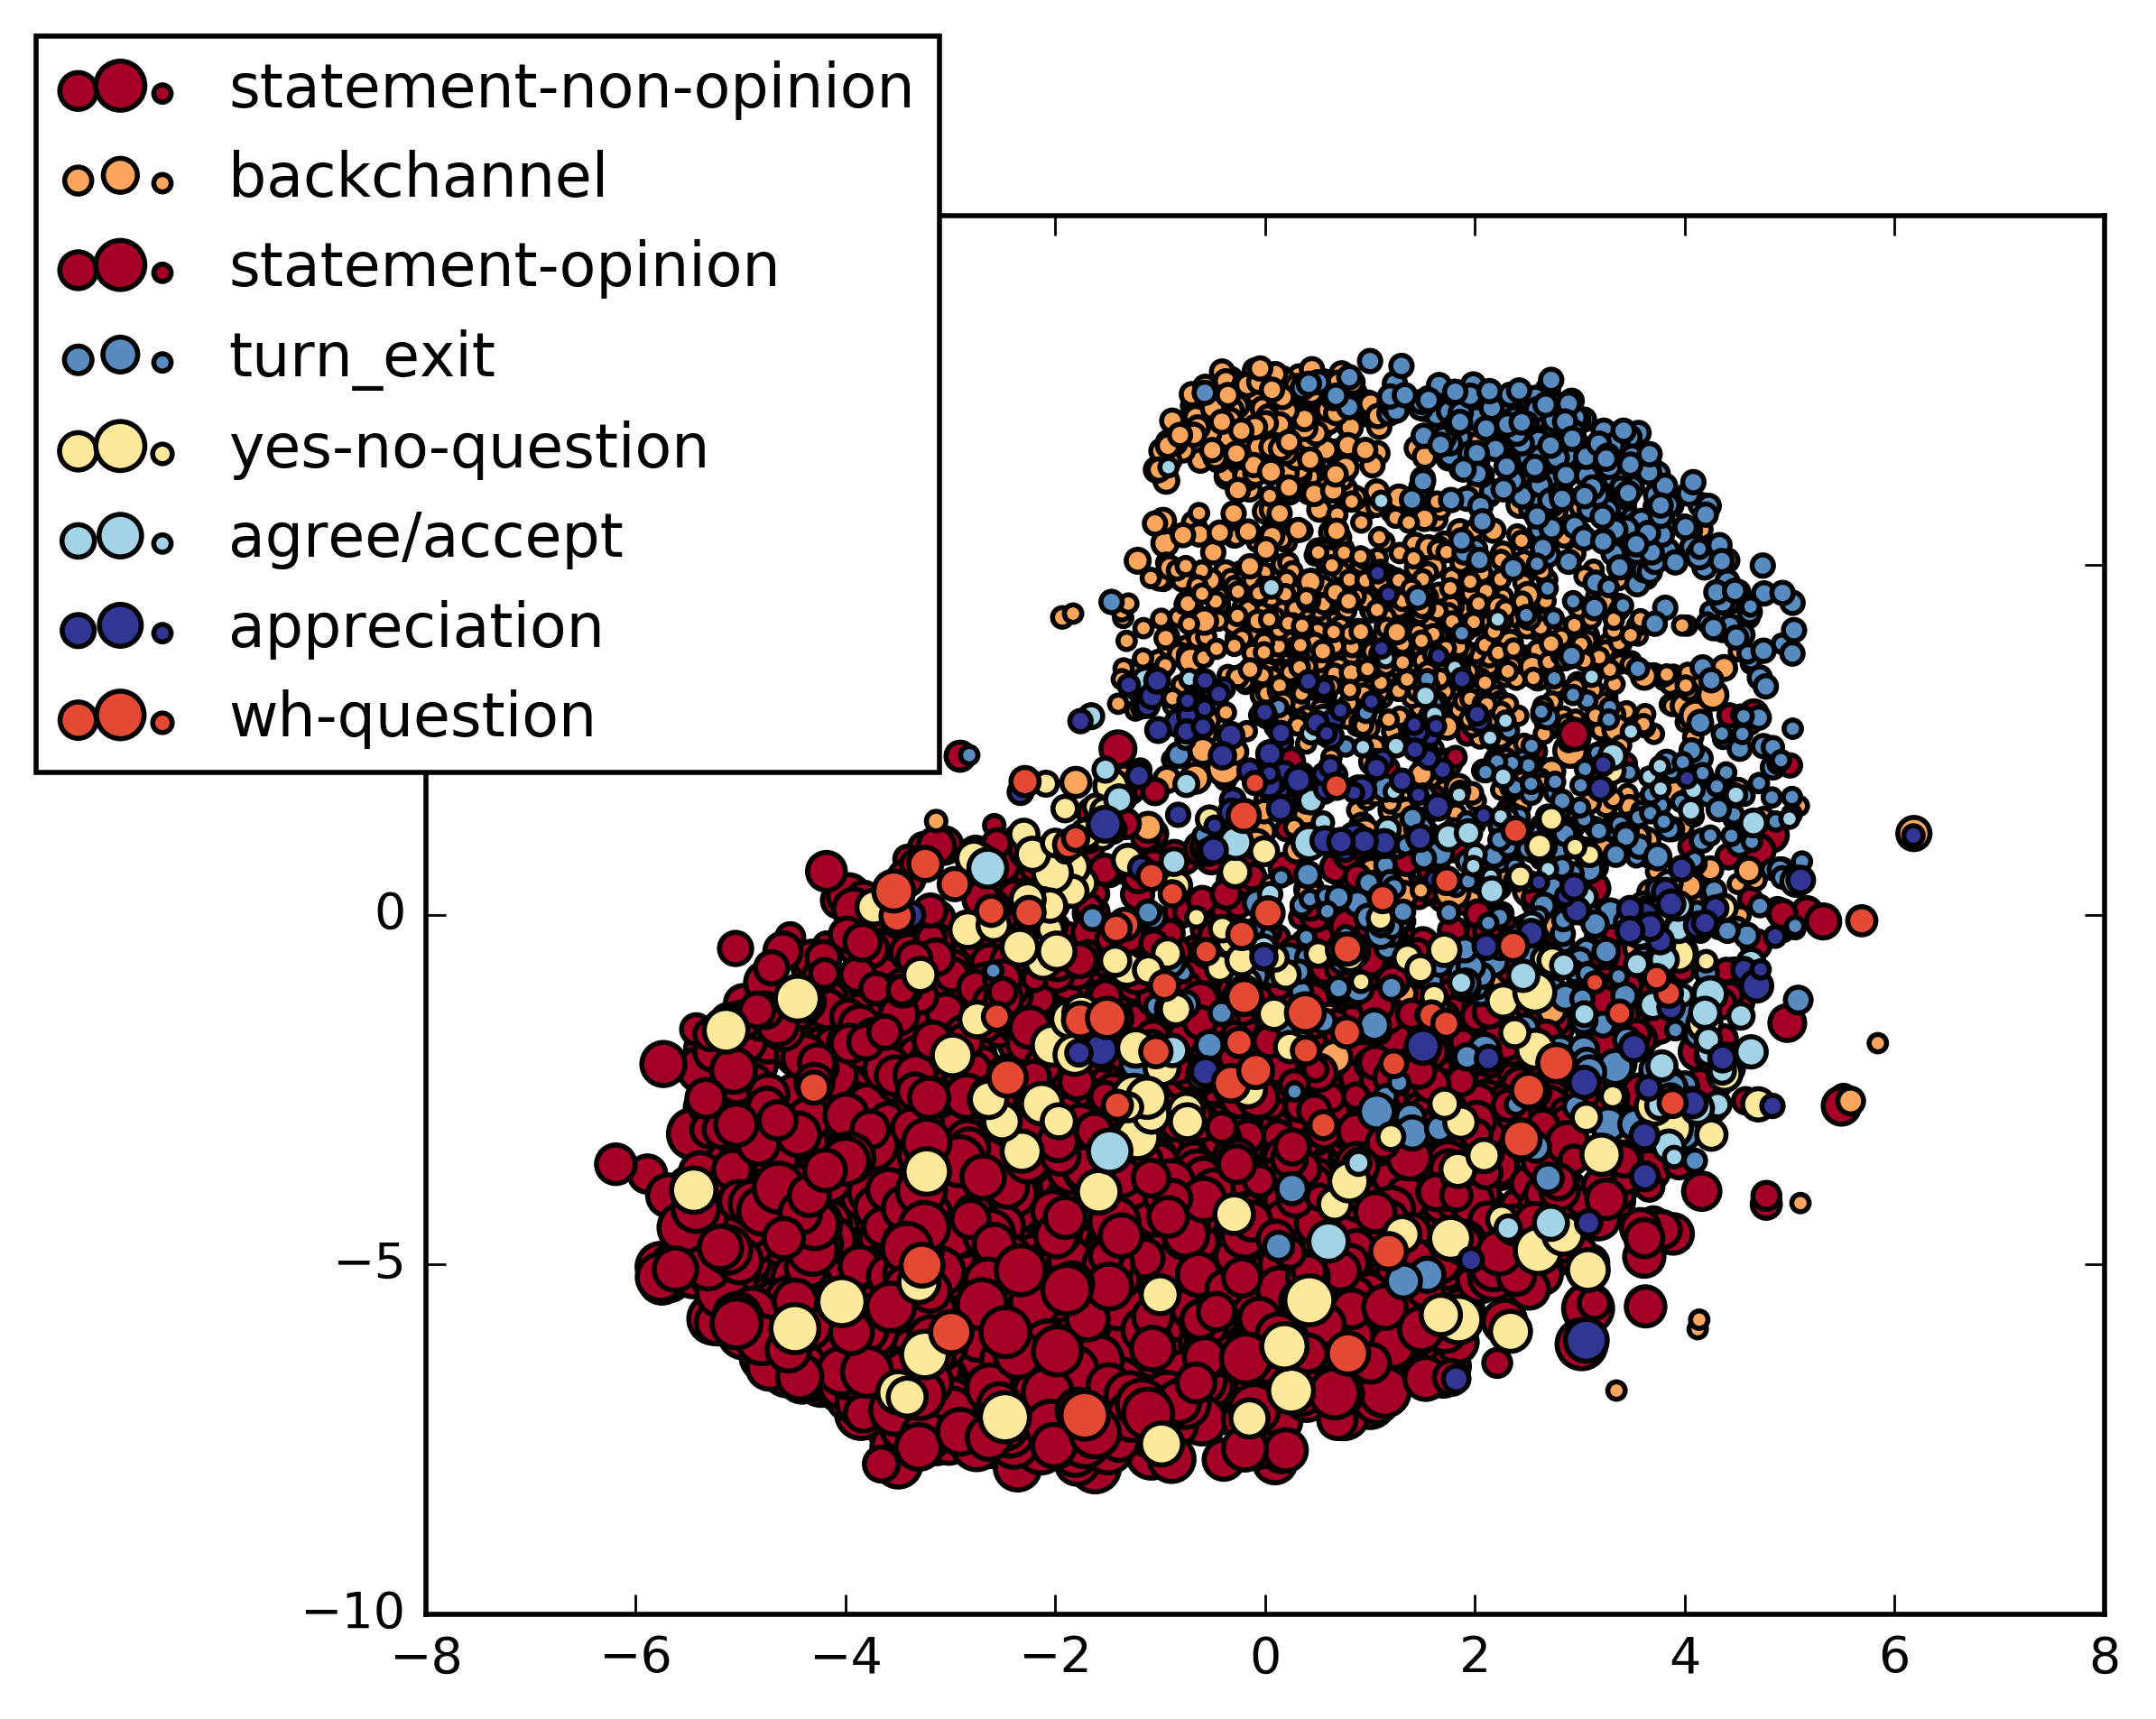 statement-non-opinion
backchannel
statement-opinion
turn_exit
yes-no-question
agree/accept
appreciation
wh-question
0
−5
−10
−8 −6 −4 −2 0 2 4 6 8